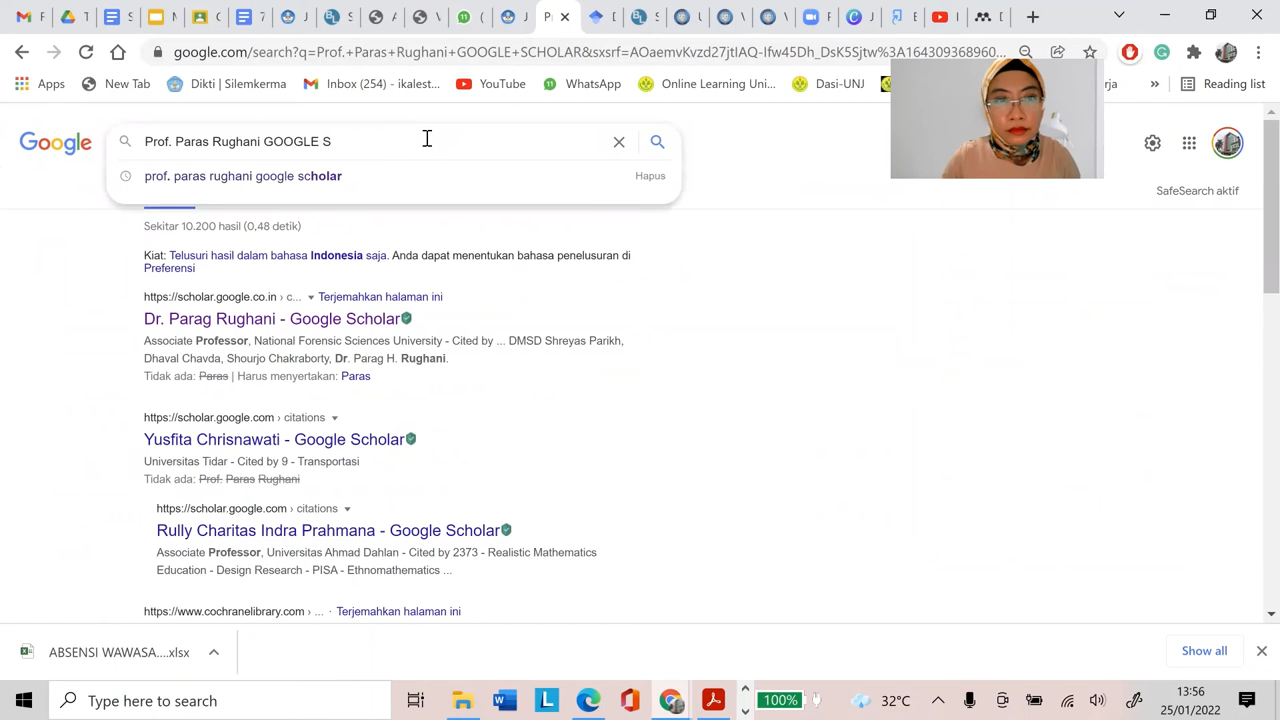 google.com/search?q=Prof.+Paras+Rughani+GOOGLE+SCHOLAR&sxsrf=AOaemvKvzd27jtIAQ-Ifw45Dh_DsK5Sjtw%3A164309368960...
Apps
New Tab
Dikti | Silemkerma
Inbox (254) - ikalest...
YouTube
WhatsApp
Online Learning Uni...
Dasi-UNJ
rja
»
Reading list
Google
Prof. Paras Rughani GOOGLE S
prof. paras rughani google scholar
Hapus
SafeSearch aktif
Sekitar 10.200 hasil (0,48 detik)
Kiat: Telusuri hasil dalam bahasa Indonesia saja. Anda dapat menentukan bahasa penelusuran di
Preferensi
https://scholar.google.co.in › c... Terjemahkan halaman ini
Dr. Parag Rughani - Google Scholar
Associate Professor, National Forensic Sciences University - Cited by ... DMSD Shreyas Parikh,
Dhaval Chavda, Shourjo Chakraborty, Dr. Parag H. Rughani.
Tidak ada: Paras | Harus menyertakan: Paras
https://scholar.google.com › citations
Yusfita Chrisnawati - Google Scholar
Universitas Tidar - Cited by 9 - Transportasi
Tidak ada: Prof. Paras Rughani
https://scholar.google.com › citations
Rully Charitas Indra Prahmana - Google Scholar
Associate Professor, Universitas Ahmad Dahlan - Cited by 2373 - Realistic Mathematics
Education - Design Research - PISA - Ethnomathematics ...
https://www.cochranelibrary.com › ... · Terjemahkan halaman ini
ABSENSI WAWASA....xlsx
Show all
Type here to search
100%
32°C
13:56
25/01/2022